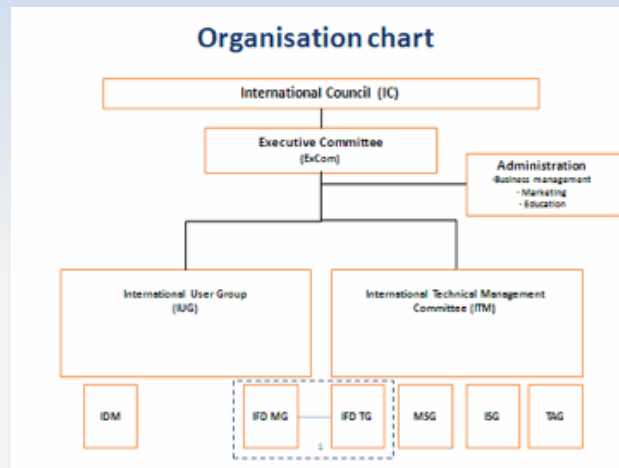 Organisation chart
International Council (IC)
Executive Committee
(ExCom)
Administration
-Business management
- Marketing
- Education
International User Group
(IUG)
International Technical Management
Committee (ITM)
IDM
IFD MG
IFD TG
MSG
ISG
TAG